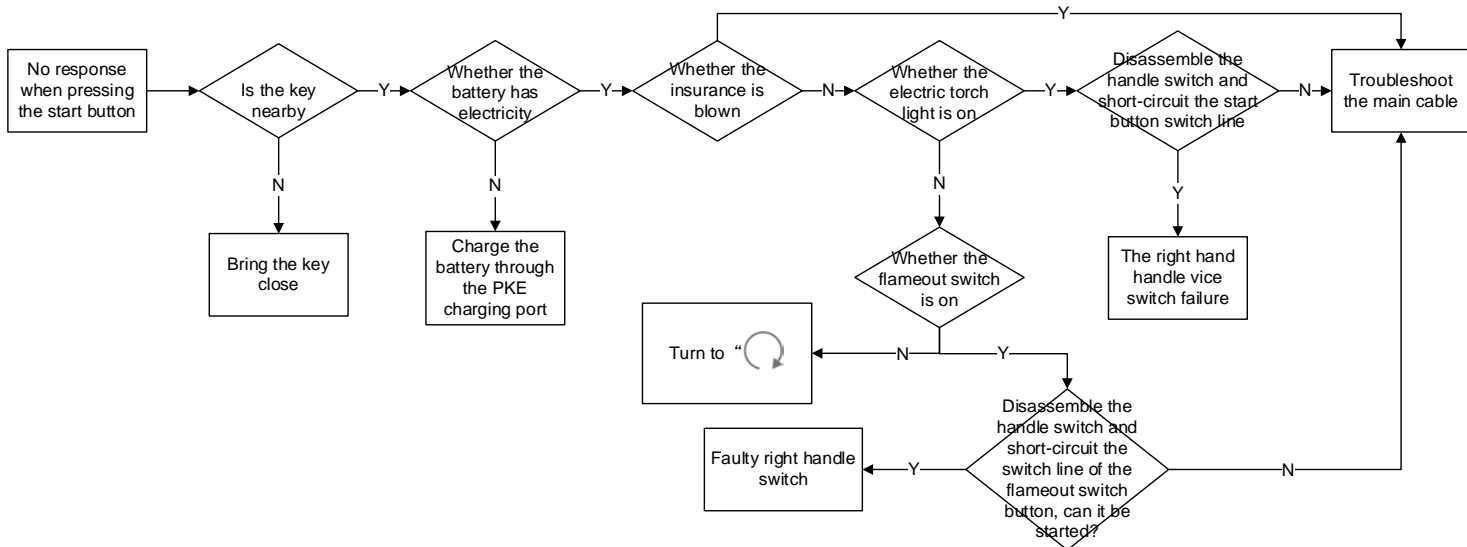 No response
when pressing
the start button
Is the key
nearby
Y
N
Bring the key
close
Whether the
battery has
electricity
Y
N
Charge the
battery through
the PKE
charging port
Whether the
insurance is
blown
Y
N
Whether the
electric torch
light is on
Y
N
Disassemble the
handle switch and
short-circuit the start
button switch line
N
Y
The right hand
handle vice
switch failure
Troubleshoot
the main cable
Whether the
flameout switch
is on
N
Y
Turn to “
Disassemble the
handle switch and
short-circuit the
switch line of the
flameout switch
button, can it be
started?
Y
N
Faulty right handle
switch